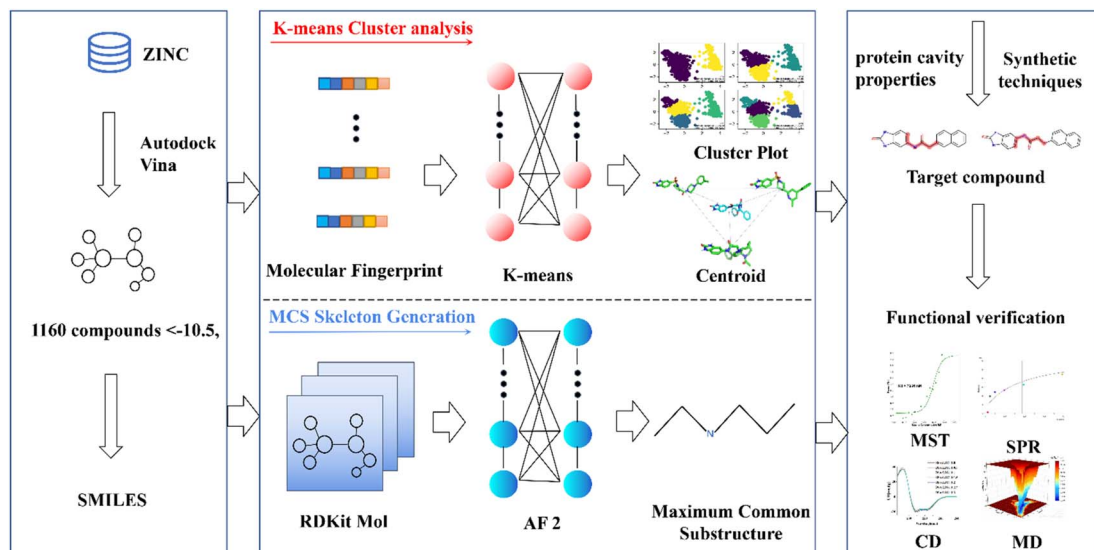 ZINC
Autodock
Vina
1160 compounds <-10.5,
SMILES
K-means Cluster analysis
Molecular Fingerprint
K-means
Cluster Plot
Centroid
MCS Skeleton Generation
RDKit Mol
AF 2
N
Maximum Common
Substructure
protein cavity
properties
Synthetic
techniques
Target compound
Functional verification
MST
SPR
CD
MD